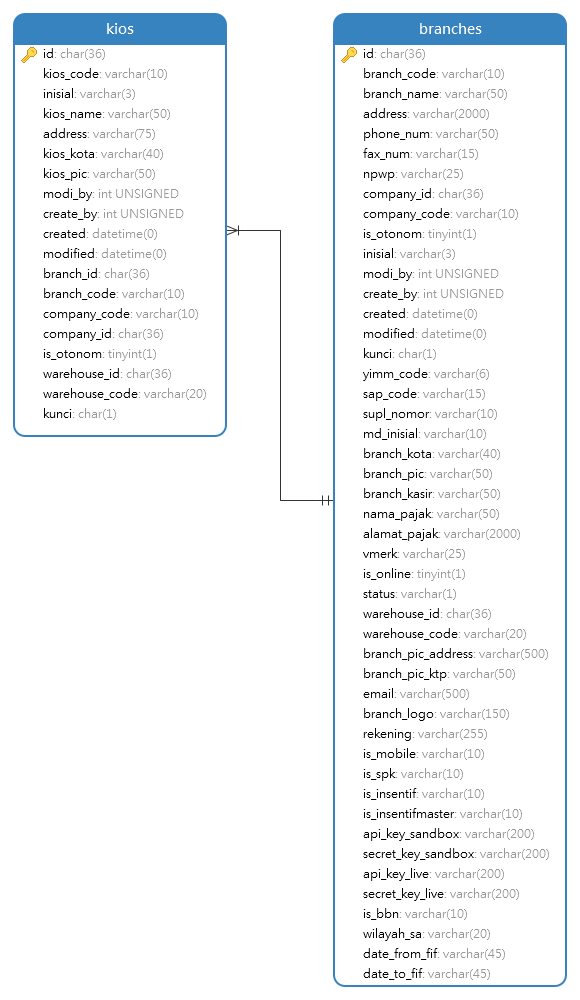 kios
id: char(36)
kios_code: varchar(10)
inisial: varchar(3)
kios_name: varchar(50)
address: varchar(75)
kios_kota: varchar(40)
kios_pic: varchar(50)
modi_by: int UNSIGNED
create_by: int UNSIGNED
created: datetime(0)
modified: datetime(0)
branch_id: char(36)
branch_code: varchar(10)
company_code: varchar(10)
company_id: char(36)
is_otonom: tinyint(1)
warehouse_id: char(36)
warehouse_code: varchar(20)
kunci: char(1)
branches
id: char(36)
branch_code: varchar(10)
branch_name: varchar(50)
address: varchar(2000)
phone_num: varchar(50)
fax_num: varchar(15)
npwp: varchar(25)
company_id: char(36)
company_code: varchar(10)
is_otonom: tinyint(1)
inisial: varchar(3)
modi_by: int UNSIGNED
create_by: int UNSIGNED
created: datetime(0)
modified: datetime(0)
kunci: char(1)
yimm_code: varchar(6)
sap_code: varchar(15)
supl_nomor: varchar(10)
md_inisial: varchar(10)
branch_kota: varchar(40)
branch_pic: varchar(50)
branch_kasir: varchar(50)
nama_pajak: varchar(50)
alamat_pajak: varchar(2000)
vmerk: varchar(25)
is_online: tinyint(1)
status: varchar(1)
warehouse_id: char(36)
warehouse_code: varchar(20)
branch_pic_address: varchar(500)
branch_pic_ktp: varchar(50)
email: varchar(500)
branch_logo: varchar(150)
rekening: varchar(255)
is_mobile: varchar(10)
is_spk: varchar(10)
is_insentif: varchar(10)
is_insentifmaster: varchar(10)
api_key_sandbox: varchar(200)
secret_key_sandbox: varchar(200)
api_key_live: varchar(200)
secret_key_live: varchar(200)
is_bbn: varchar(10)
wilayah_sa: varchar(20)
date_from_fif: varchar(45)
date_to_fif: varchar(45)